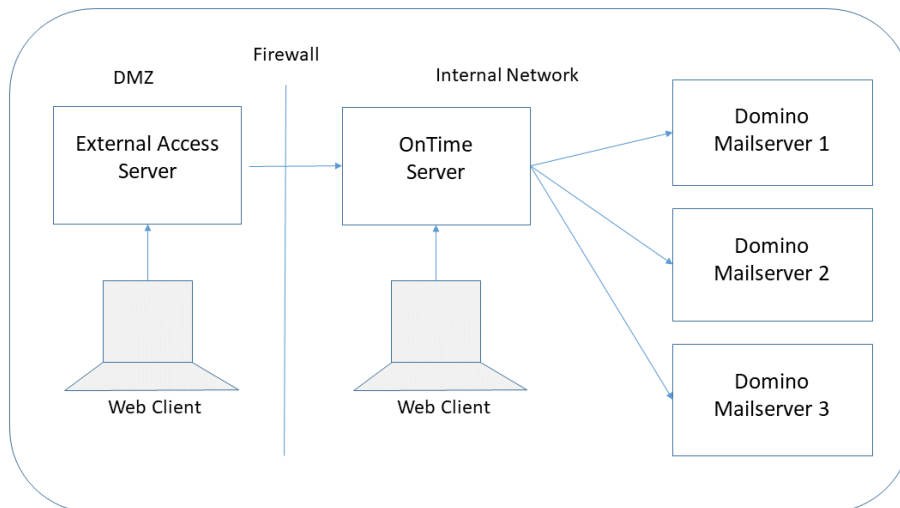 Firewall
DMZ
Internal Network
External Access
Server
OnTime
Server
Domino
Mailserver 1
Domino
Mailserver 2
Domino
Mailserver 3
Web Client
Web Client